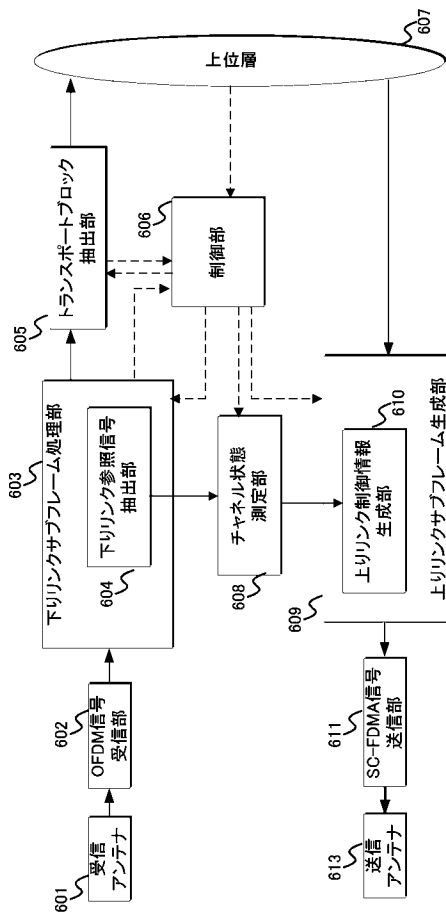 601
受信
アンテナ
602
OFDM信号
受信部
603
下りリンクサブフレーム処理部
604
下りリンク参照信号
抽出部
605
トランスポートブロック
抽出部
606
制御部
607
上位層
608
チャネル状態
測定部
609
上りリンクサブフレーム生成部
610
上りリンク制御情報
生成部
611
SC-FDMA信号
送信部
613
送信
アンテナ